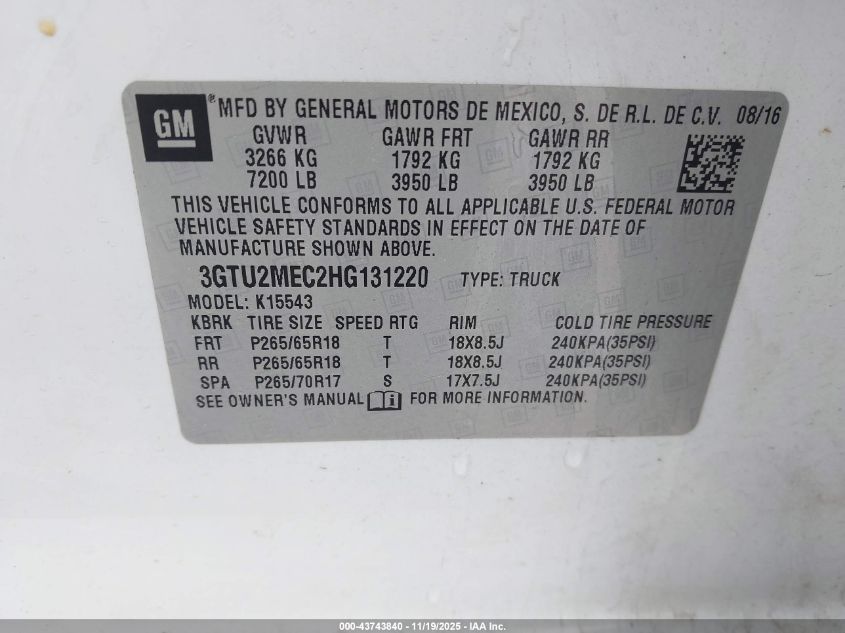 GM ® MFD BY GENERAL MOTORS DE MEXICO, S. DE R.L. DE C.V. 08/16
GVWR GAWR FRT GAWR RR
3266 KG 1792 KG 1792 KG
7200 LB 3950 LB 3950 LB
THIS VEHICLE CONFORMS TO ALL APPLICABLE U.S. FEDERAL MOTOR
VEHICLE SAFETY STANDARDS IN EFFECT ON THE DATE OF
MANUFACTURE SHOWN ABOVE.
3GTU2MEC2HG131220 TYPE: TRUCK
MODEL: K15543
KBRK TIRE SIZE SPEED RTG RIM COLD TIRE PRESSURE
FRT P265/65R18 T 18X8.5J 240KPA(35PSI)
RR P265/65R18 T 18X8.5J 240KPA(35PSI)
SPA P265/70R17 S 17X7.5J 240KPA(35PSI)
SEE OWNER'S MANUAL i FOR MORE INFORMATION.
000-43743840 - 11/19/2025 - IAA Inc.